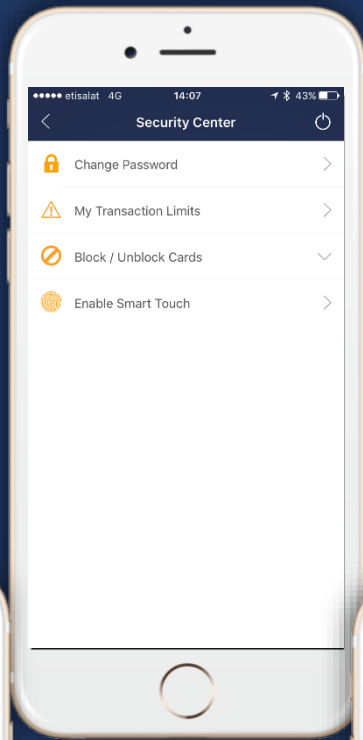 etisalat 4G 14:07 43%
Security Center
Change Password
My Transaction Limits
Block / Unblock Cards
Enable Smart Touch